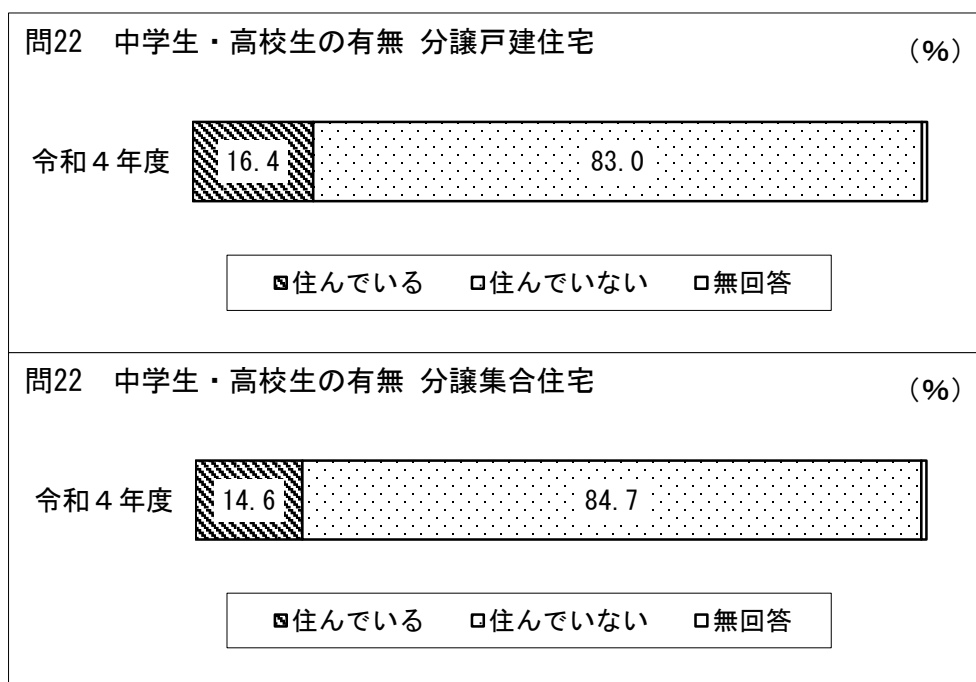 問22　中学生・高校生の有無 分譲戸建住宅
（%）
令和４年度
16.4
83.0
住んでいる　住んでいない　無回答
問22　中学生・高校生の有無 分譲集合住宅
（%）
令和４年度
14.6
84.7
住んでいる　住んでいない　無回答